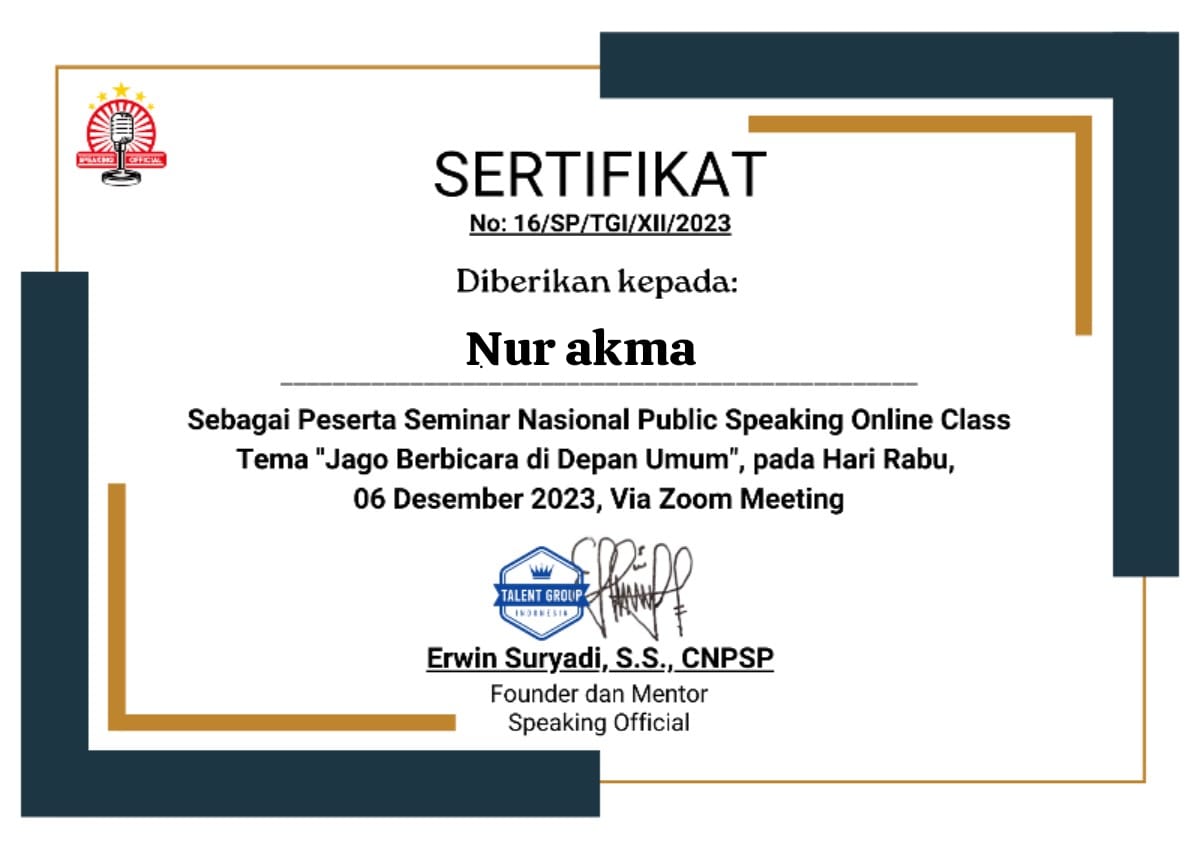 SPEAKING OFFICIAL
SERTIFIKAT
No: 16/SP/TGI/XII/2023
Diberikan kepada:
Nur akma
Sebagai Peserta Seminar Nasional Public Speaking Online Class
Tema "Jago Berbicara di Depan Umum", pada Hari Rabu,
06 Desember 2023, Via Zoom Meeting
TALENT GROUP
INDONESIA
Erwin Suryadi, S.S., CNPSP
Founder dan Mentor
Speaking Official